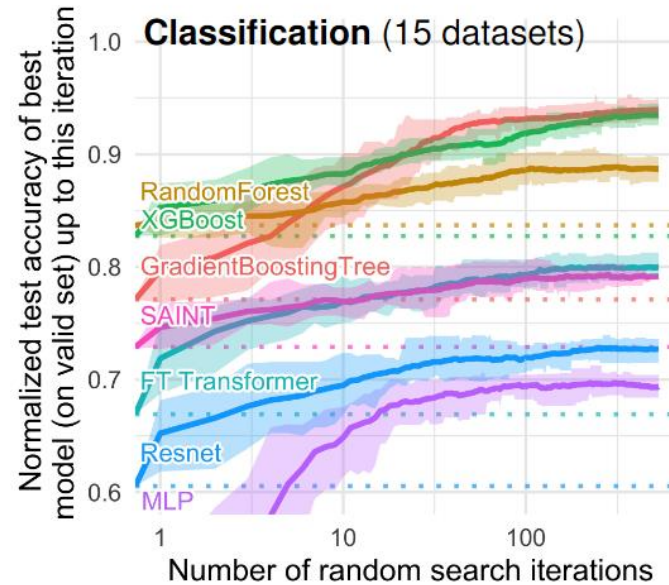 Classification (15 datasets)
Normalized test accuracy of best
model (on valid set) up to this iteration
1.0
0.9
0.8
0.7
0.6
RandomForest
XGBoost
GradientBoostingTree
SAINT
FT Transformer
Resnet
MLP
1 10 100
Number of random search iterations